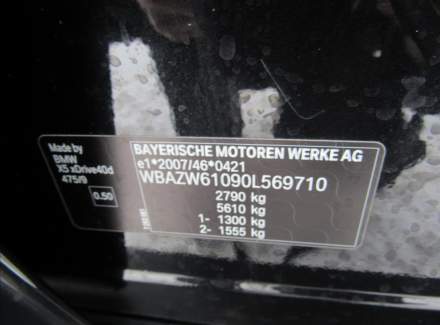 Made by
BMW
X5 xDrive40d
475/9
0.50
BAYERISCHE MOTOREN WERKE AG
e1*2007/46*0421
WBAZW61090L569710
2790 kg
5610 kg
1- 1300 kg
2- 1555 kg